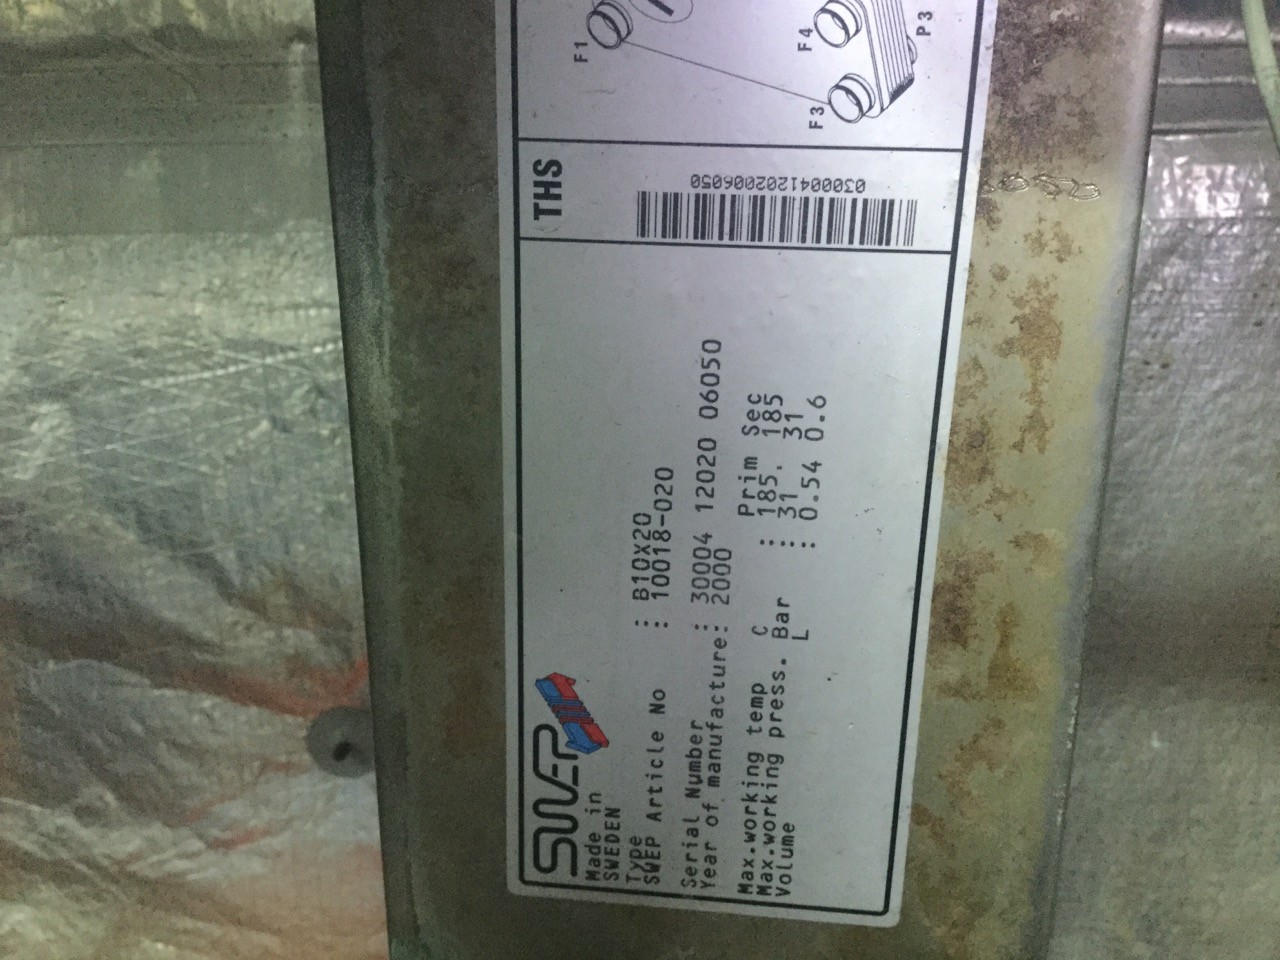 SWEP
Made in
SWEDEN
Type : B10X20
SWEP Article No : 10018-020
Serial Number : 30004 12020 06050
Year of manufacture: 2000
Prim Sec
Max.working temp C : 185. 185
Max.working press. Bar : 31 31
Volume L : 0.54 0.6
THS
0300041202006050
F1
F3
F4
P3